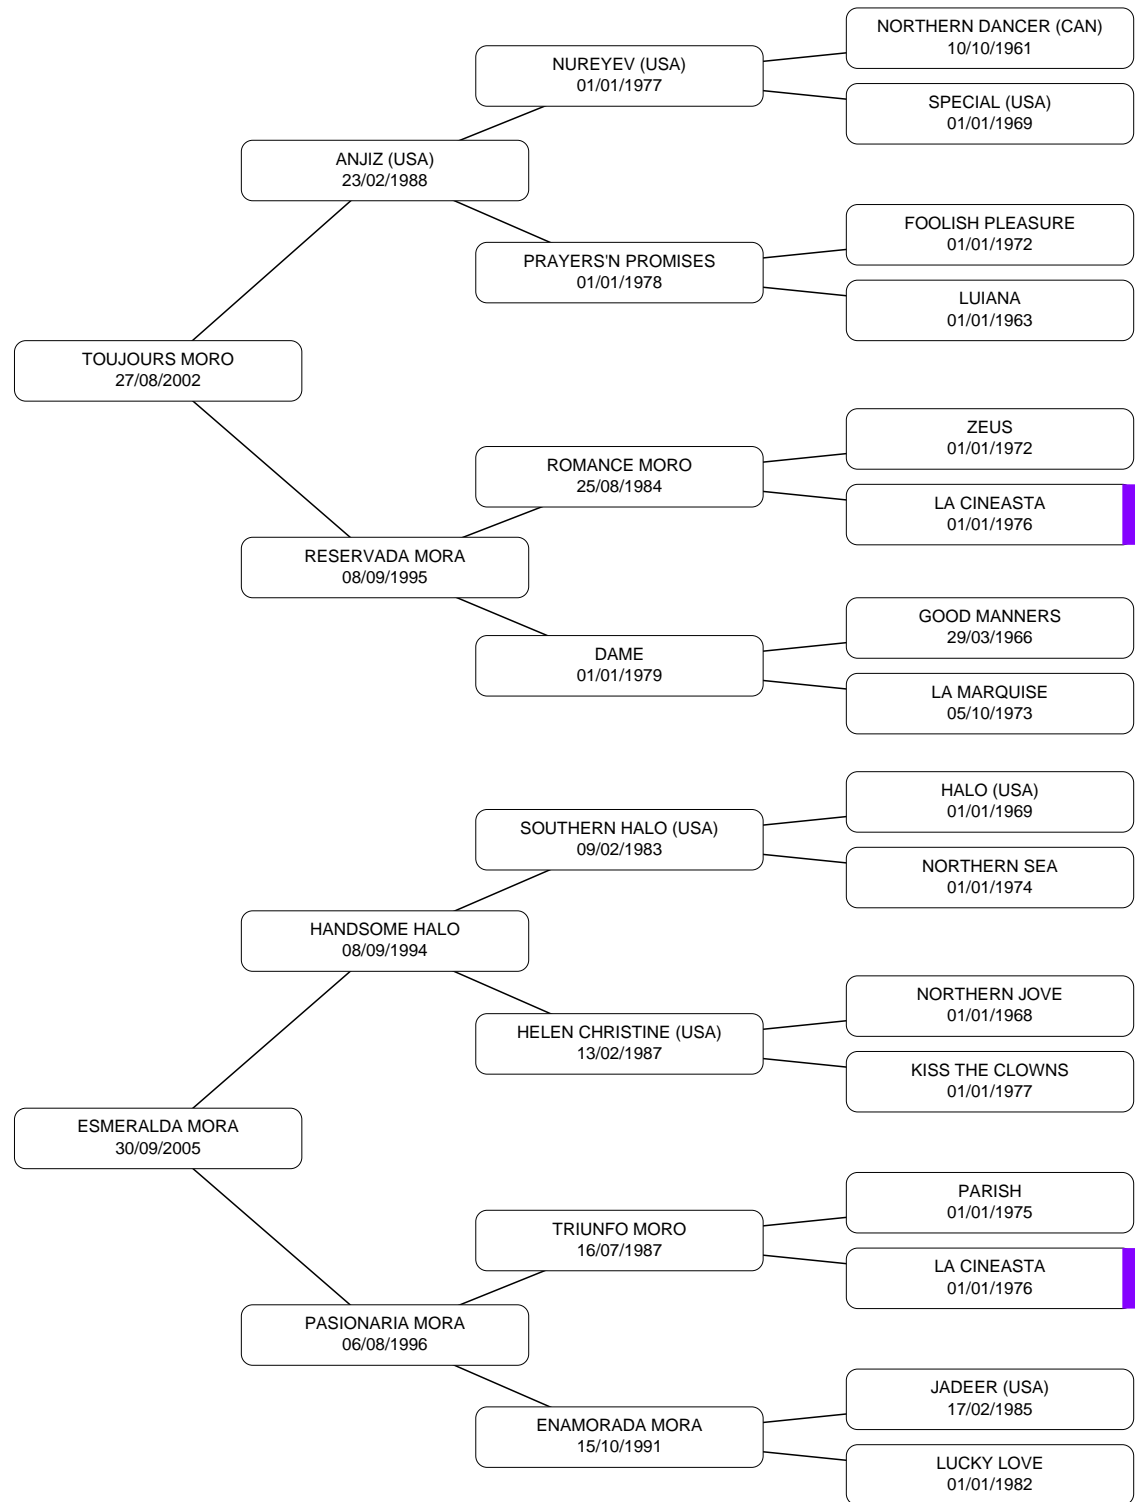 NORTHERN DANCER (CAN)
10/10/1961
NUREYEV (USA)
01/01/1977
SPECIAL (USA)
01/01/1969
ANJIZ (USA)
23/02/1988
FOOLISH PLEASURE
01/01/1972
PRAYERS'N PROMISES
01/01/1978
LUIANA
01/01/1963
TOUJOURS MORO
27/08/2002
ZEUS
01/01/1972
ROMANCE MORO
25/08/1984
LA CINEASTA
01/01/1976
RESERVADA MORA
08/09/1995
GOOD MANNERS
29/03/1966
DAME
01/01/1979
LA MARQUISE
05/10/1973
HALO (USA)
01/01/1969
SOUTHERN HALO (USA)
09/02/1983
NORTHERN SEA
01/01/1974
HANDSOME HALO
08/09/1994
NORTHERN JOVE
01/01/1968
HELEN CHRISTINE (USA)
13/02/1987
KISS THE CLOWNS
01/01/1977
ESMERALDA MORA
30/09/2005
PARISH
01/01/1975
TRIUNFO MORO
16/07/1987
LA CINEASTA
01/01/1976
PASIONARIA MORA
06/08/1996
JADEER (USA)
17/02/1985
ENAMORADA MORA
15/10/1991
LUCKY LOVE
01/01/1982